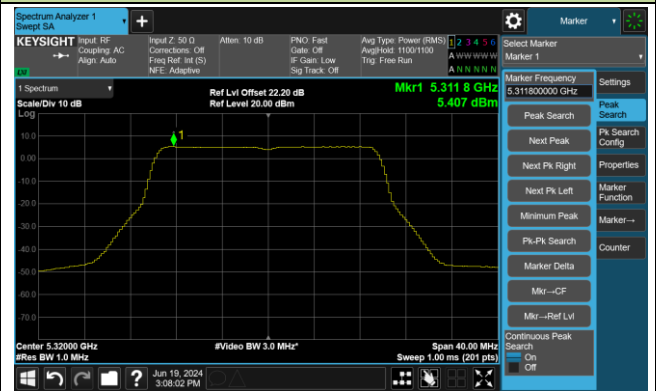 Spectrum Analyzer 1
Swept SA
Marker
KEYSIGHT
Input: RF
Coupling: AC
Align: Auto
Input Z: 50 Ω
Corrections: Off
Freq Ref: Int (S)
NFE: Adaptive
Atten: 10 dB
PNO: Fast
Gate: Off
IF Gain: Low
Sig Track: Off
Avg Type: Power (RMS)
Avg|Hold: 1100/1100
Trig: Free Run
1 2 3 4 5 6
A W W W W W
A N N N N N
Select Marker
Marker 1
1 Spectrum
Scale/Div 10 dB
Log
Ref Lvl Offset 22.20 dB
Ref Level 20.00 dBm
Mkr1 5.311 8 GHz
5.407 dBm
1
10.0
0.00
-10.0
-20.0
-30.0
-40.0
-50.0
-60.0
-70.0
Center 5.32000 GHz
#Res BW 1.0 MHz
#Video BW 3.0 MHz*
Span 40.00 MHz
Sweep 1.00 ms (201 pts)
Marker Frequency
5.311800000 GHz
Peak Search
Next Peak
Next Pk Right
Next Pk Left
Minimum Peak
Pk-Pk Search
Marker Delta
Mkr→CF
Mkr→Ref Lvl
Continuous Peak
Search
On
Off
Settings
Peak
Search
Pk Search
Config
Properties
Marker
Function
Marker→
Counter
Jun 19, 2024
3:08:02 PM